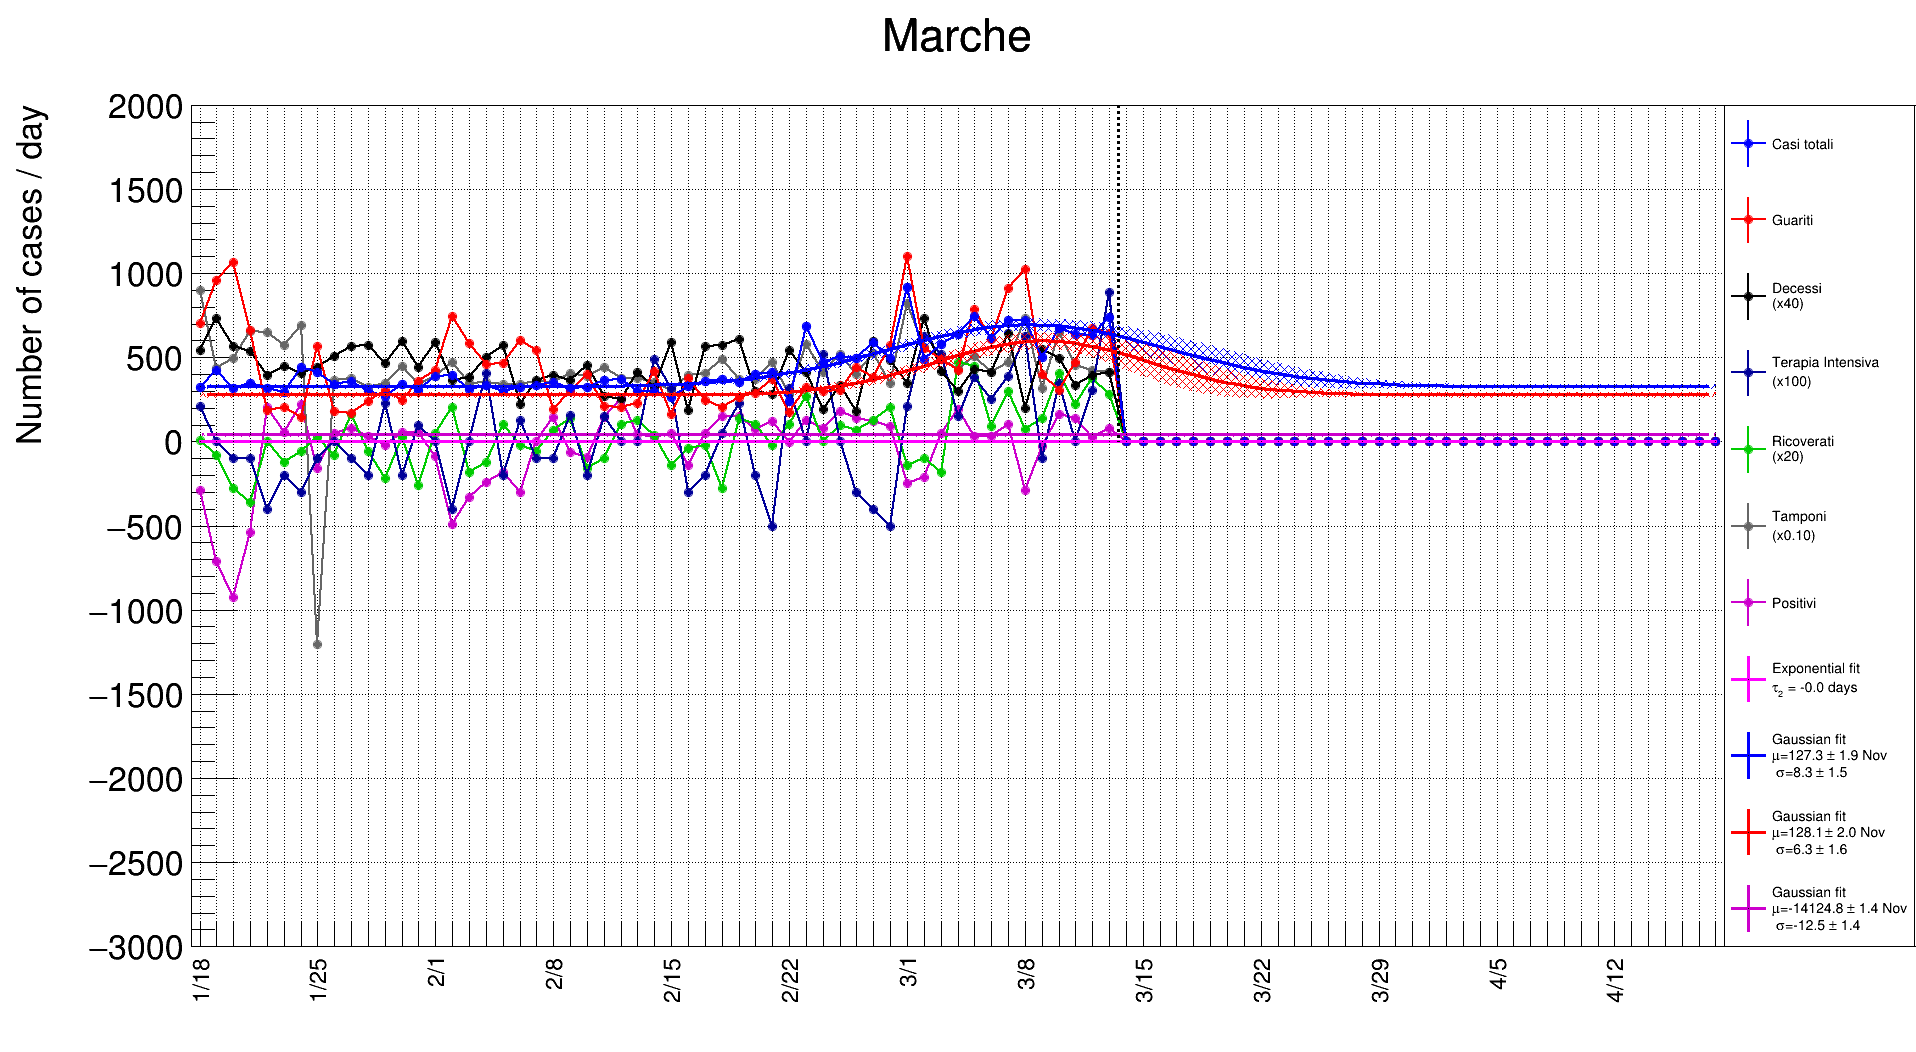 Marche
Number of cases / day
2000
1500
1000
500
0
−500
−1000
−1500
−2000
−2500
−3000
1/18
1/25
2/1
2/8
2/15
2/22
3/1
3/8
3/15
3/22
3/29
4/5
4/12
Casi totali
Guariti
Decessi
(x40)
Terapia Intensiva
(x100)
Ricoverati
(x20)
Tamponi
(x0.10)
Positivi
Exponential fit
τ2 = -0.0 days
Gaussian fit
μ=127.3 ± 1.9 Nov
σ=8.3 ± 1.5
Gaussian fit
μ=128.1 ± 2.0 Nov
σ=6.3 ± 1.6
Gaussian fit
μ=-14124.8 ± 1.4 Nov
σ=-12.5 ± 1.4